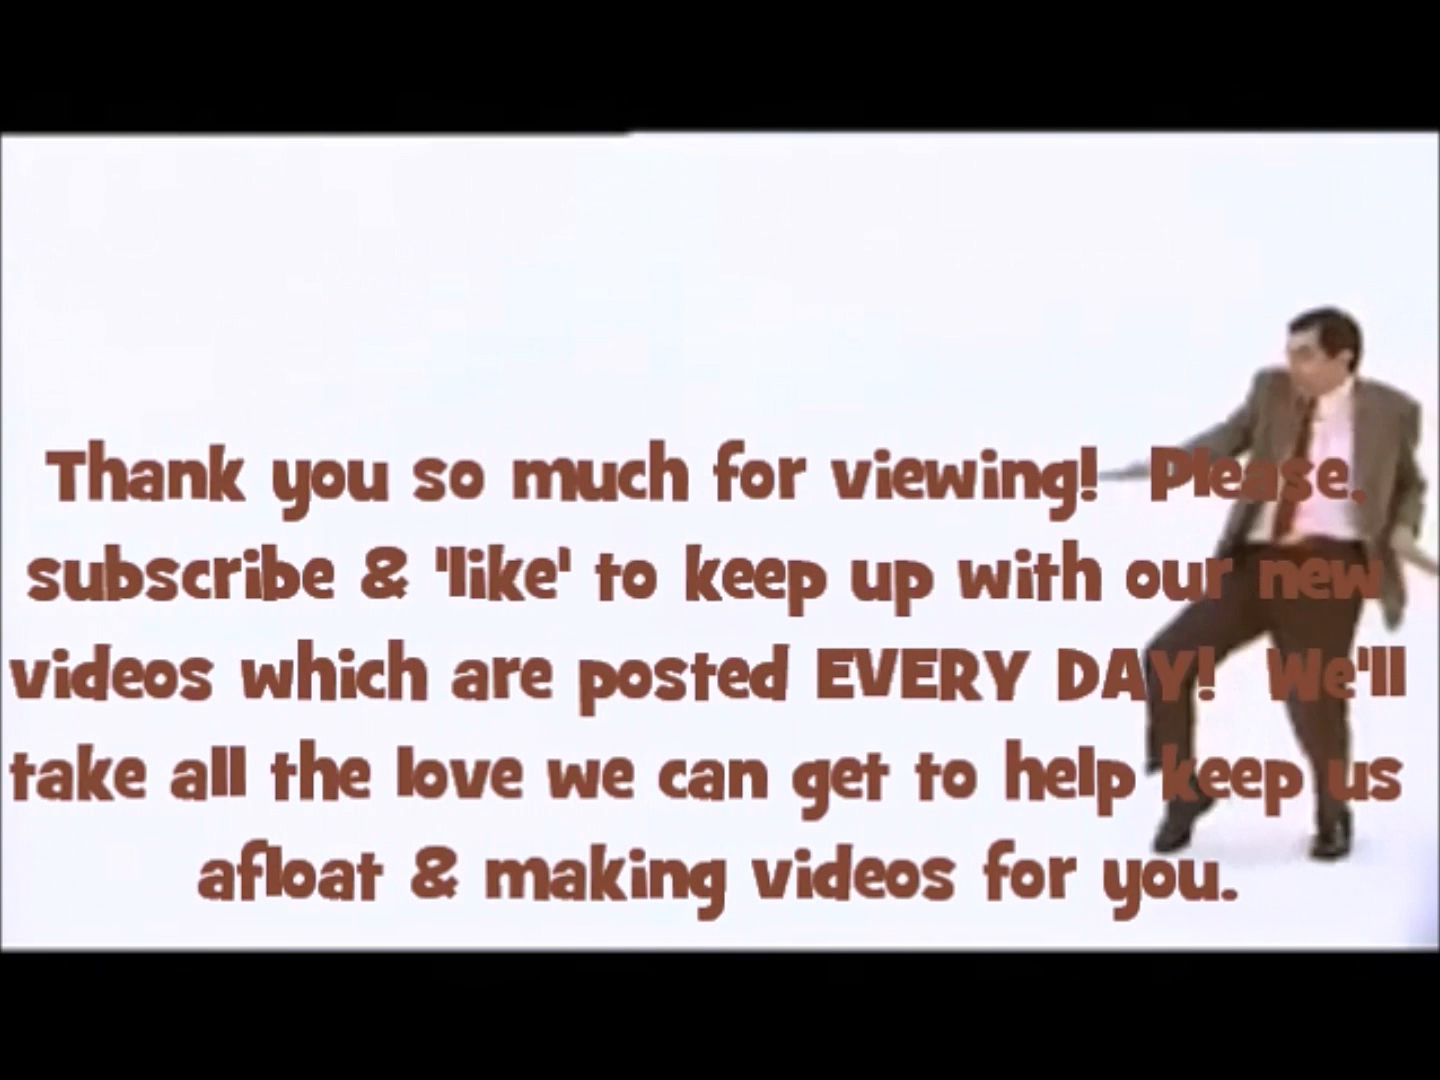 Thank you so much for viewing! Please,
subscribe & 'like' to keep up with our new
videos which are posted EVERY DAY! We'll
take all the love we can get to help keep us
afloat & making videos for you.